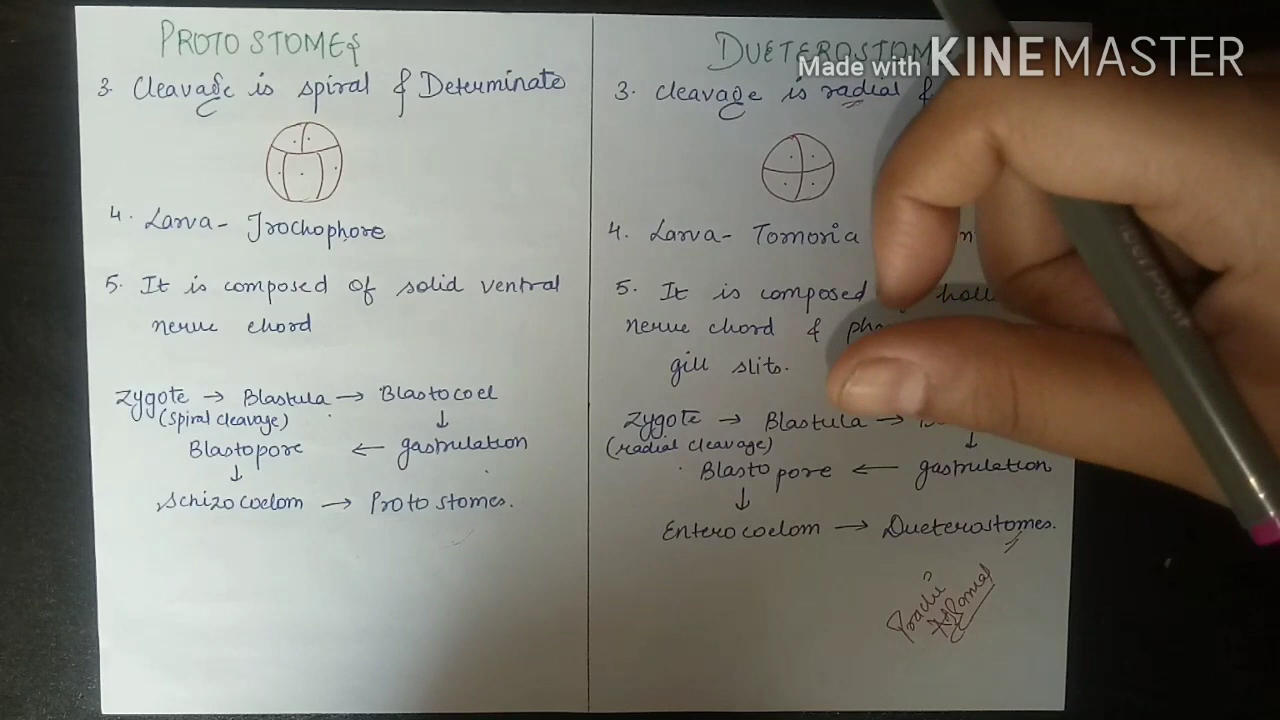 PROTOSTOMES
3. Cleavage is spiral & Determinate
4. Larva - Trochophore
5. It is composed of solid ventral
nerve chord
Zygote → Blastula → Blastocoel
(spiral cleavage) ↓
Blastopore ← gastrulation
↓
Schizocoelom → Protostomes.
DUETEROSTOM
Made with KINEMASTER
3. cleavage is radial &
4. Larva - Tornoria
5. It is composed
nerve chord &
gill slits.
Zygote → Blastula →
(radial cleavage) ↓
Blastopore ← gastrulation
↓
Enterocoelom → Dueterostomes.